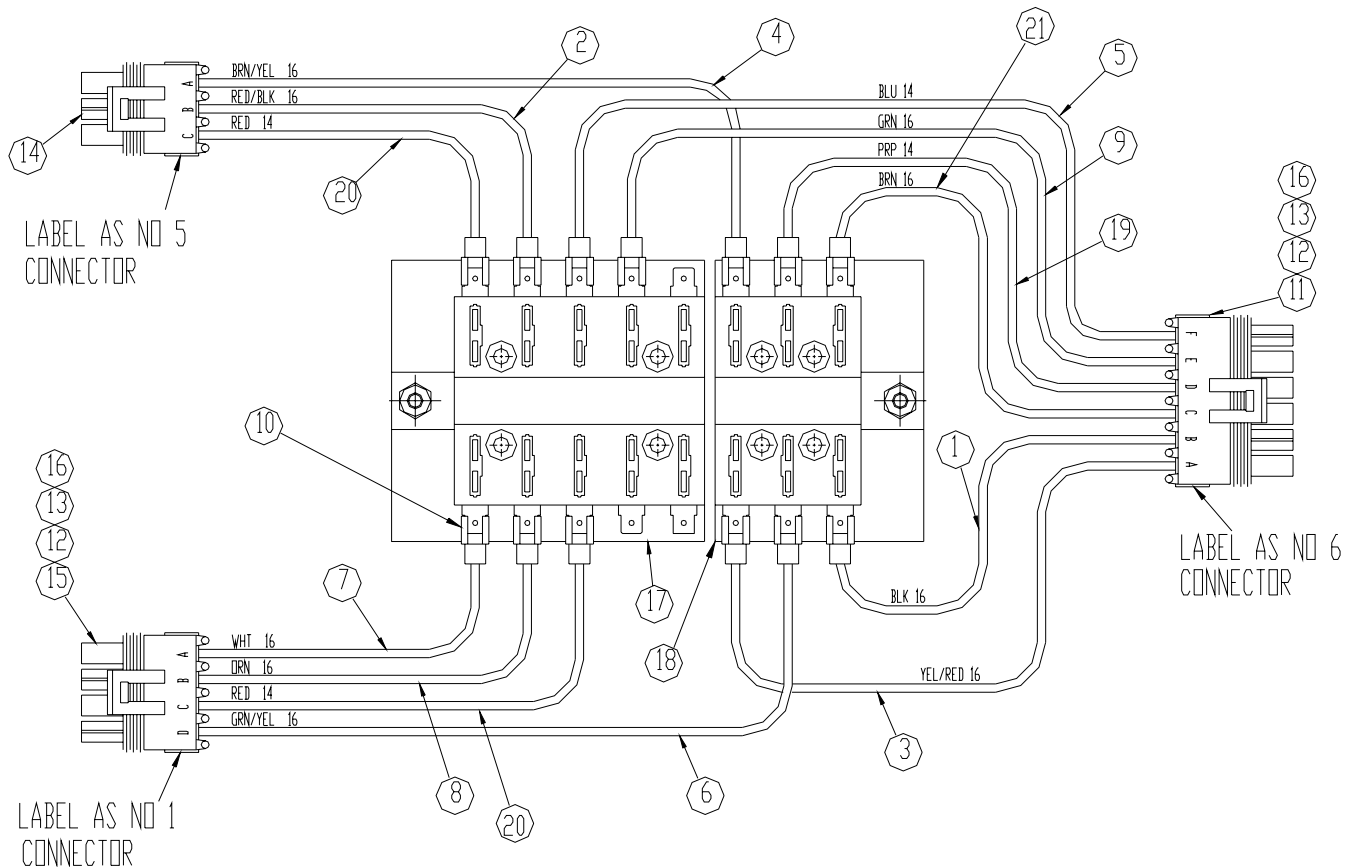 2
4
21
5
BRN/YEL 16
A
RED/BLK 16
B
RED 14
C
BLU 14
GRN 16
PRP 14
BRN 16
14
20
9
16
13
12
11
19
LABEL AS NO 5
CONNECTOR
F
E
D
C
B
A
10
1
16
13
12
15
LABEL AS NO 6
CONNECTOR
7
17
18
BLK 16
WHT 16
A
ORN 16
B
RED 14
C
GRN/YEL 16
D
YEL/RED 16
3
8
20
6
LABEL AS NO 1
CONNECTOR